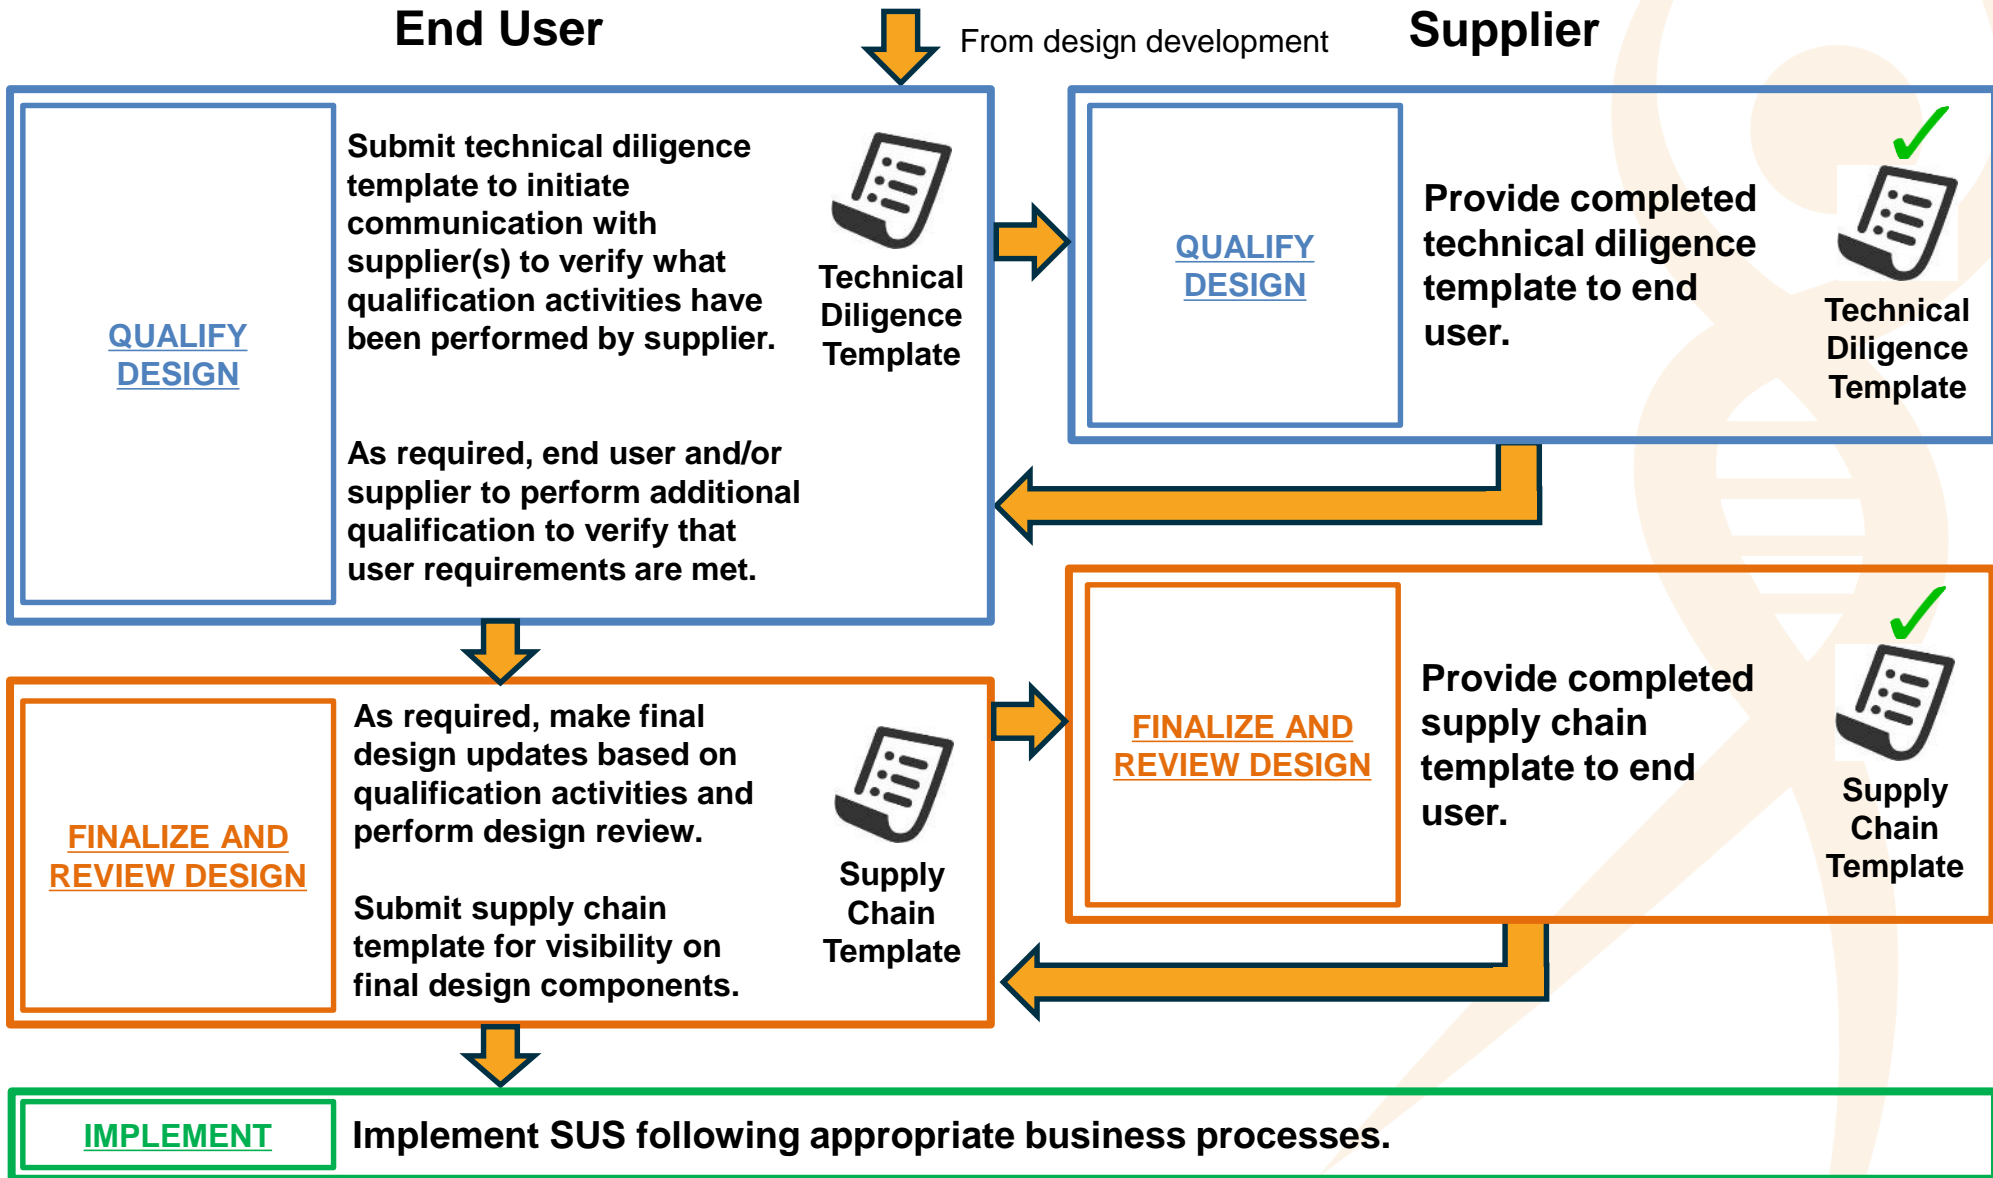 End User
From design development
Supplier
QUALIFY
DESIGN
Submit technical diligence
template to initiate
communication with
supplier(s) to verify what
qualification activities have
been performed by supplier.
As required, end user and/or
supplier to perform additional
qualification to verify that
user requirements are met.
Technical
Diligence
Template
QUALIFY
DESIGN
Provide completed
technical diligence
template to end
user.
Technical
Diligence
Template
FINALIZE AND
REVIEW DESIGN
As required, make final
design updates based on
qualification activities and
perform design review.
Submit supply chain
template for visibility on
final design components.
Supply
Chain
Template
FINALIZE AND
REVIEW DESIGN
Provide completed
supply chain
template to end
user.
Supply
Chain
Template
IMPLEMENT
Implement SUS following appropriate business processes.